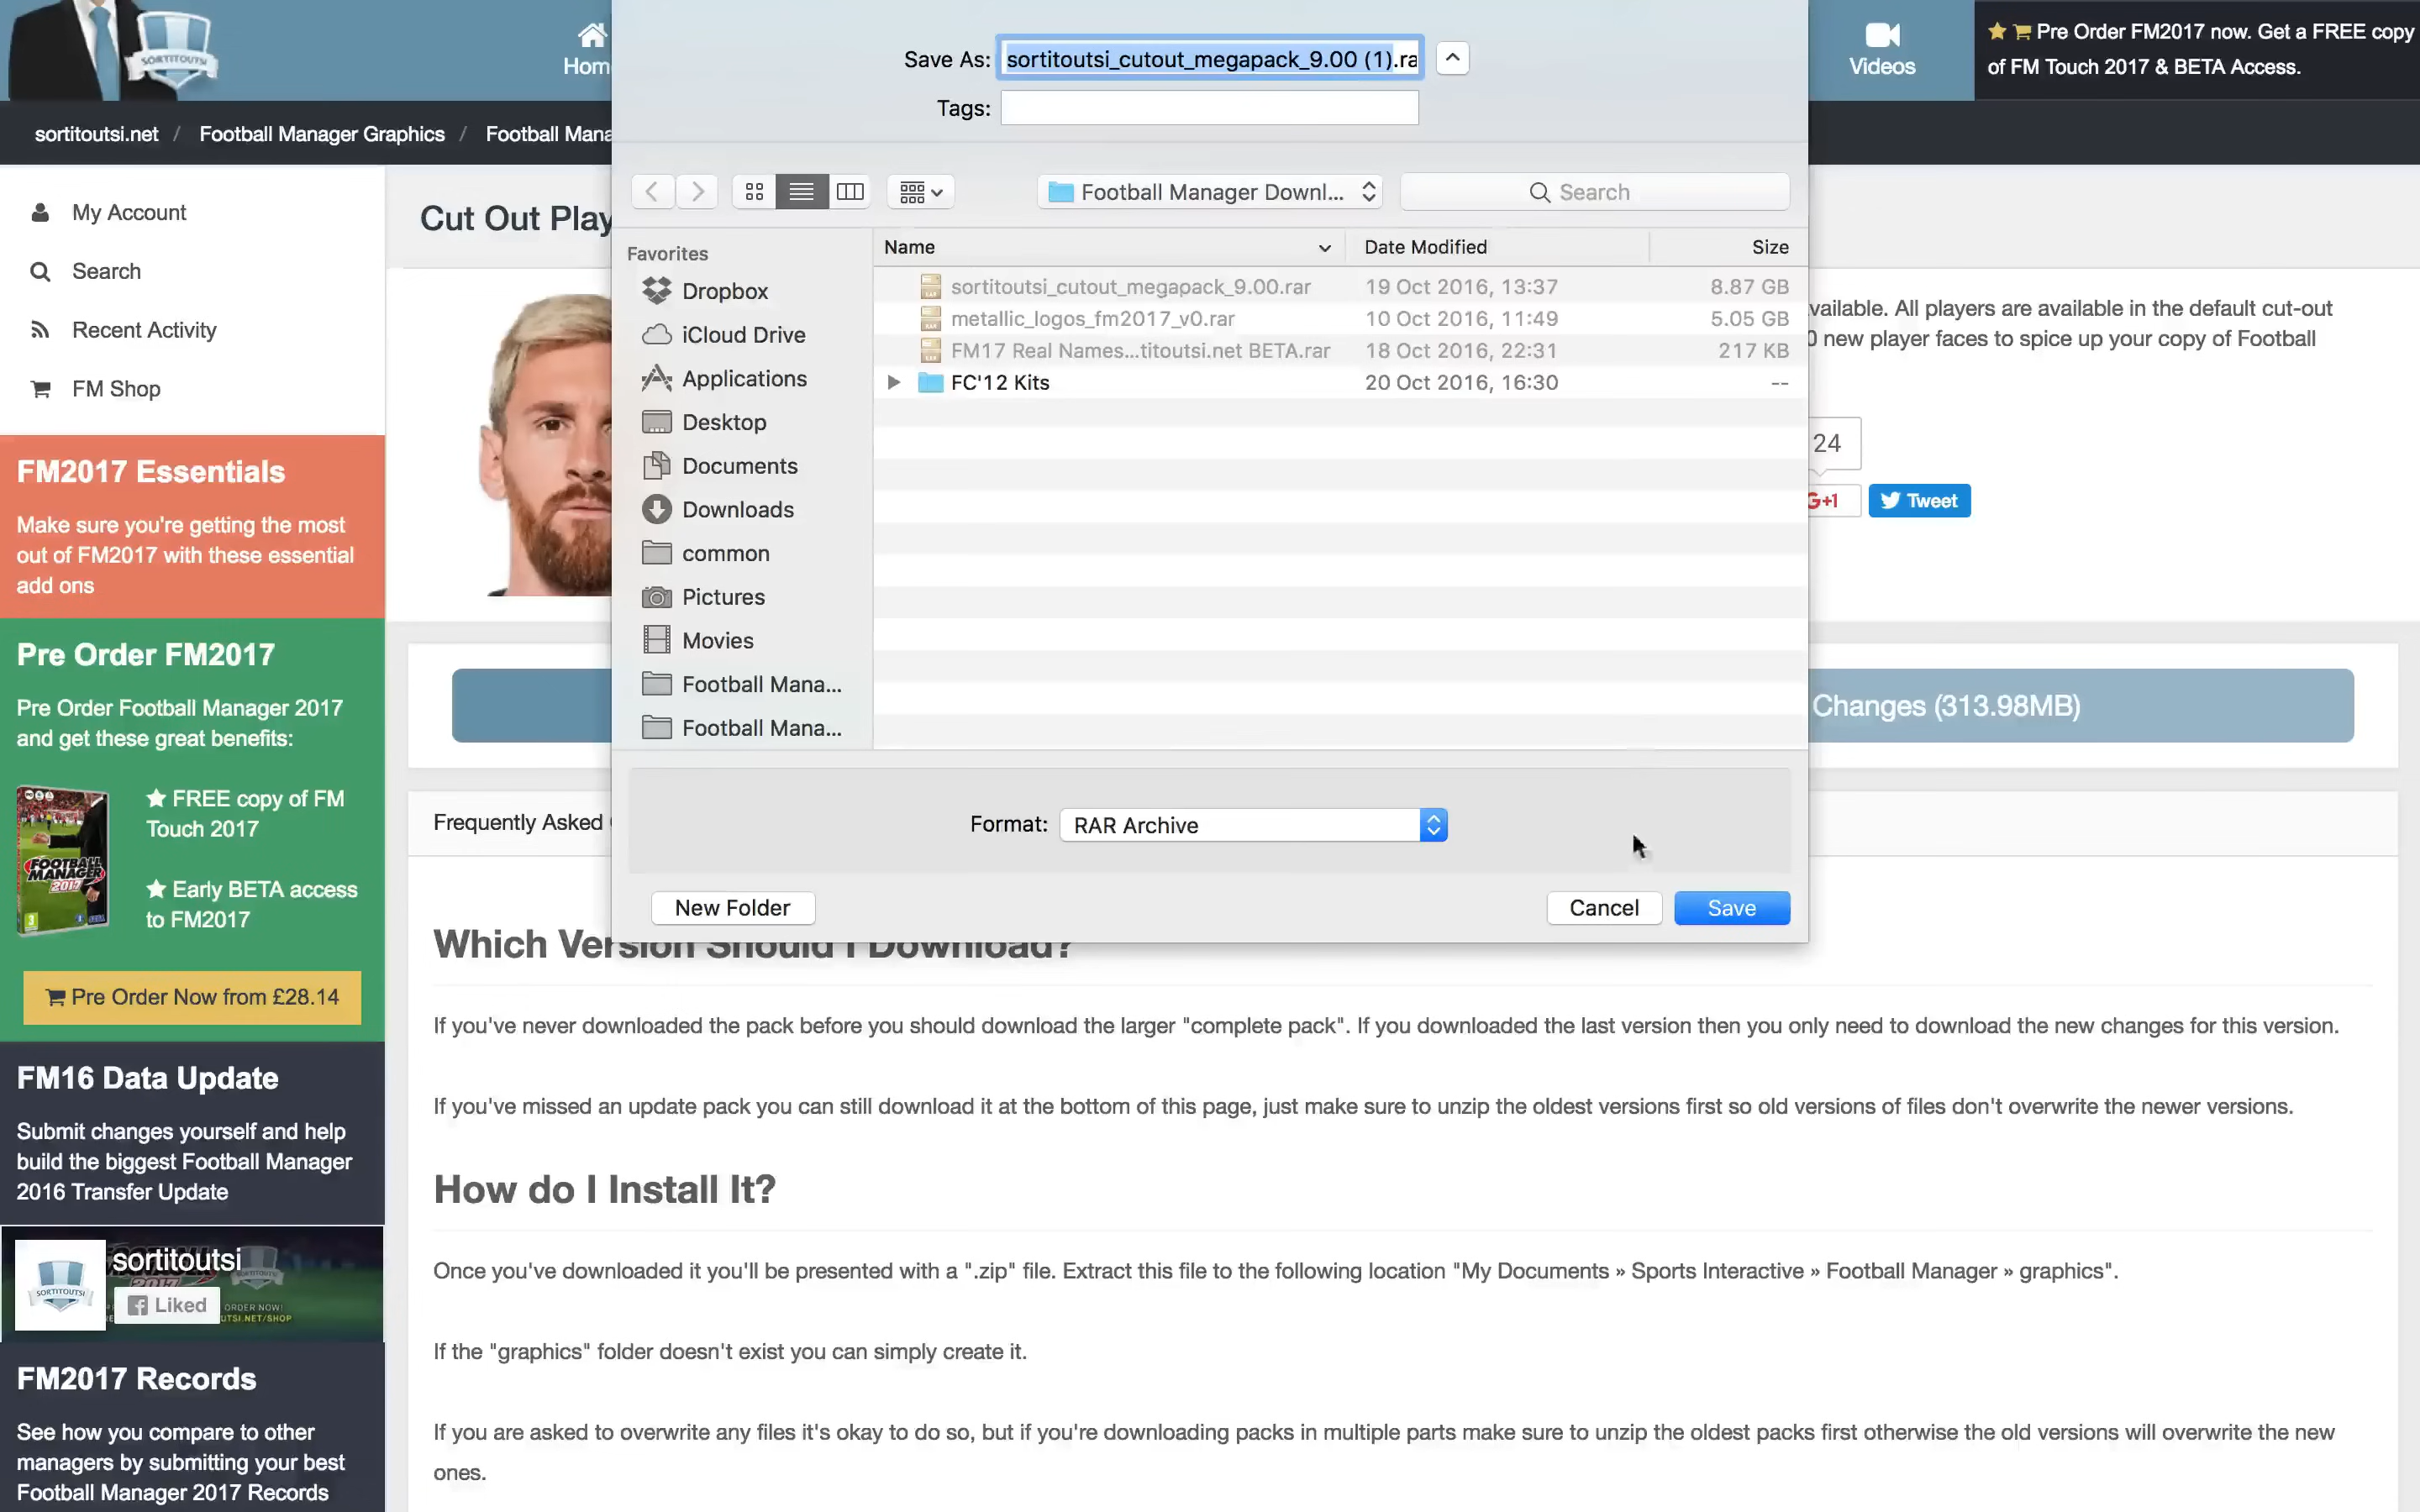 SORTITOUTSI
Home
Videos
Pre Order FM2017 now. Get a FREE copy
of FM Touch 2017 & BETA Access.
sortitoutsi.net / Football Manager Graphics / Football Mana
Save As: sortitoutsi_cutout_megapack_9.00 (1).ra
Tags:
Football Manager Downl...
Search
Favorites
Dropbox
iCloud Drive
Applications
Desktop
Documents
Downloads
common
Pictures
Movies
Football Mana...
Football Mana...
Name Date Modified Size
sortitoutsi_cutout_megapack_9.00.rar 19 Oct 2016, 13:37 8.87 GB
metallic_logos_fm2017_v0.rar 10 Oct 2016, 11:49 5.05 GB
FM17 Real Names...titoutsi.net BETA.rar 18 Oct 2016, 22:31 217 KB
FC'12 Kits 20 Oct 2016, 16:30 --
Format: RAR Archive
New Folder
Cancel
Save
My Account
Search
Recent Activity
FM Shop
FM2017 Essentials
Make sure you're getting the most
out of FM2017 with these essential
add ons
Pre Order FM2017
Pre Order Football Manager 2017
and get these great benefits:
FOOTBALL
MANAGER
2017
FREE copy of FM
Touch 2017
Early BETA access
to FM2017
Pre Order Now from £28.14
FM16 Data Update
Submit changes yourself and help
build the biggest Football Manager
2016 Transfer Update
SORTITOUTSI
sortitoutsi
Liked
ORDER NOW!
UTSI.NET/SHOP
FM2017 Records
See how you compare to other
managers by submitting your best
Football Manager 2017 Records
Cut Out Play
vailable. All players are available in the default cut-out
0 new player faces to spice up your copy of Football
24
G+1
Tweet
Changes (313.98MB)
Frequently Asked
Which Version Should I Download?
If you've never downloaded the pack before you should download the larger "complete pack". If you downloaded the last version then you only need to download the new changes for this version.
If you've missed an update pack you can still download it at the bottom of this page, just make sure to unzip the oldest versions first so old versions of files don't overwrite the newer versions.
How do I Install It?
Once you've downloaded it you'll be presented with a ".zip" file. Extract this file to the following location "My Documents » Sports Interactive » Football Manager » graphics".
If the "graphics" folder doesn't exist you can simply create it.
If you are asked to overwrite any files it's okay to do so, but if you're downloading packs in multiple parts make sure to unzip the oldest packs first otherwise the old versions will overwrite the new
ones.